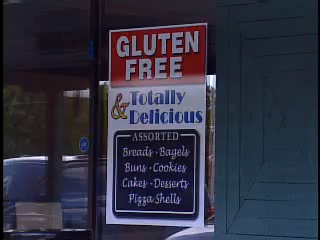 GLUTEN
FREE
& Totally
Delicious
ASSORTED
Breads · Bagels
Buns · Cookies
Cakes · Desserts
Pizza Shells